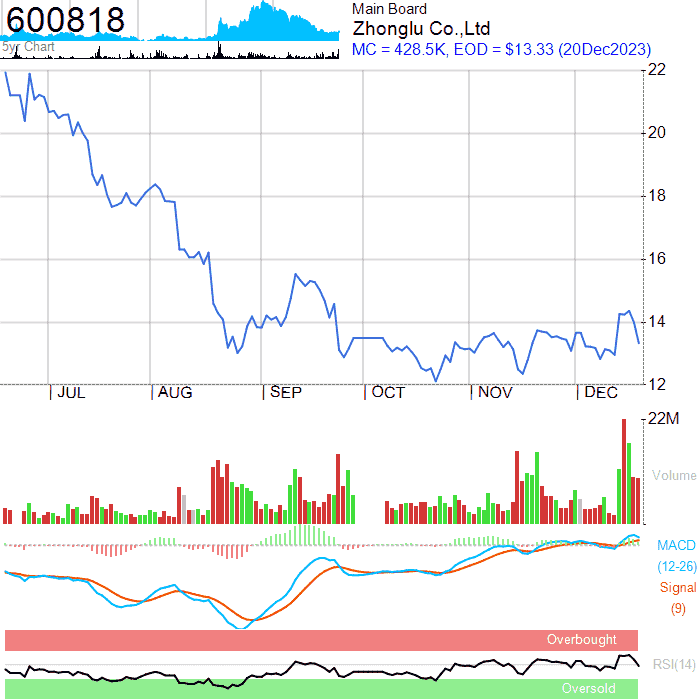 600818
5yr Chart
Main Board
Zhonglu Co.,Ltd
MC = 428.5K, EOD = $13.33 (20Dec2023)
22
20
18
16
14
12
JUL AUG SEP OCT NOV DEC
22M
Volume
MACD
(12-26)
Signal
(9)
Overbought
RSI(14)
Oversold